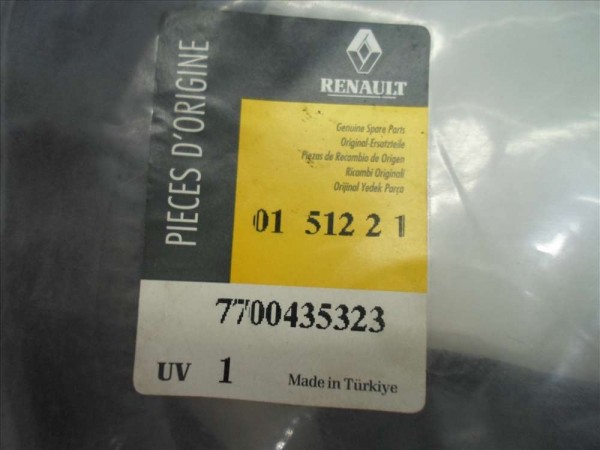 PIECES D'ORIGINE
RENAULT
Genuine Spare Parts
Original-Ersatzteile
Piezas de Recambio de Origen
Ricambi Originali
Orijinal Yedek Parça
01 512 2 1
7700435323
UV 1 Made in Türkiye